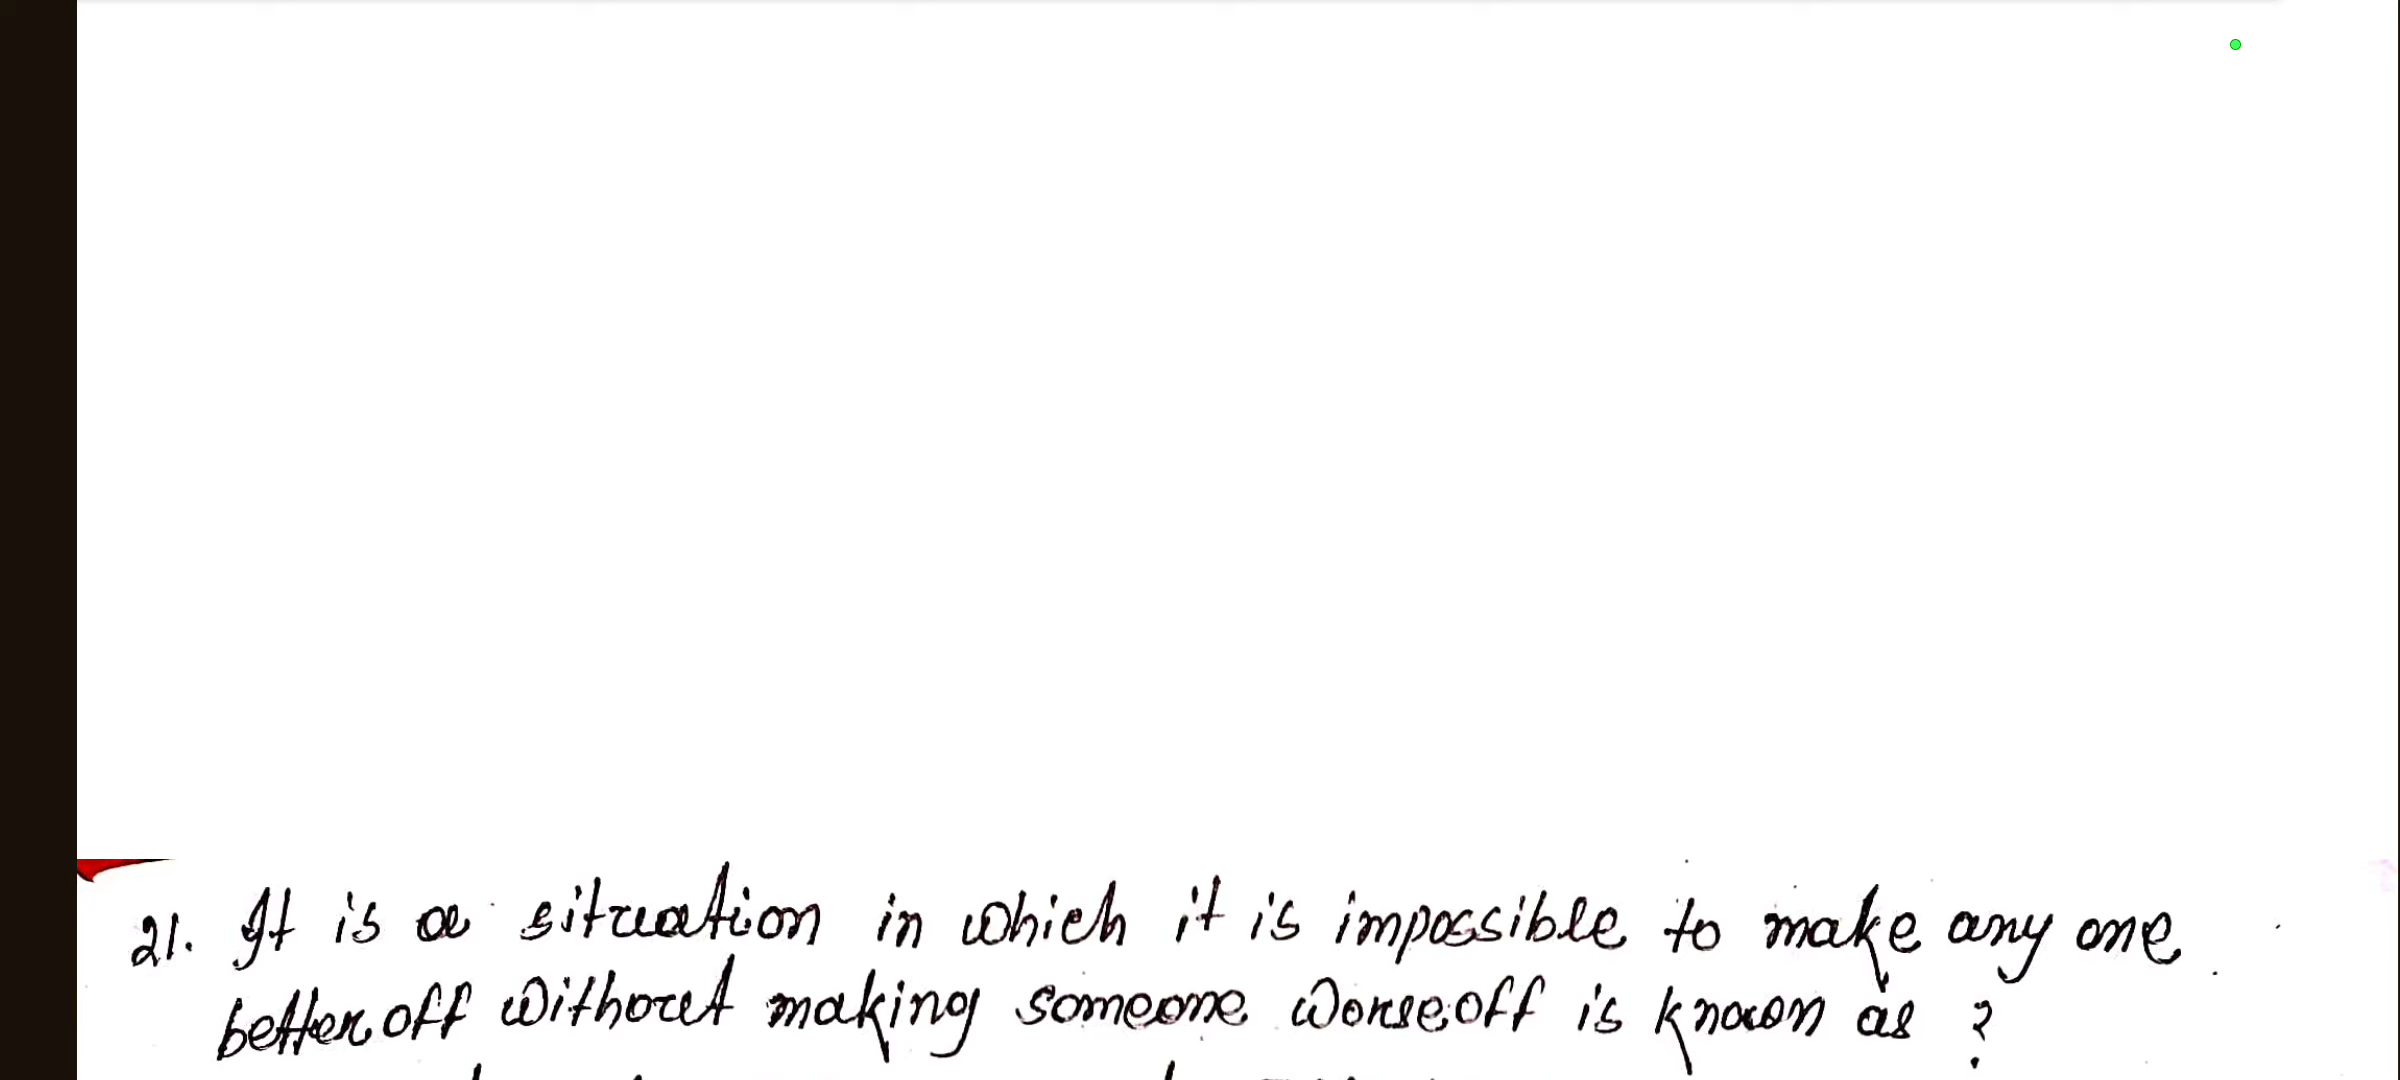 21. It is a situation in which it is impossible to make any one
better off without making someone worse off is known as ?